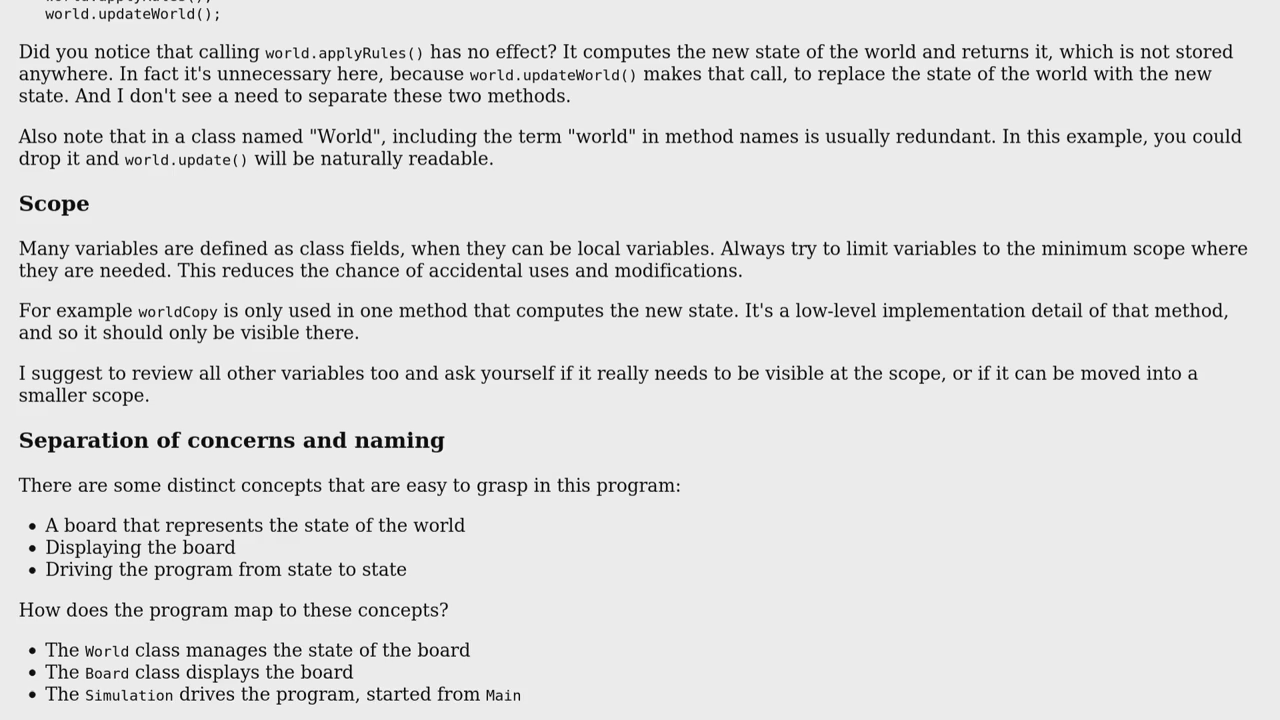 world.applyRules();
world.updateWorld();
Did you notice that calling world.applyRules() has no effect? It computes the new state of the world and returns it, which is not stored
anywhere. In fact it's unnecessary here, because world.updateWorld() makes that call, to replace the state of the world with the new
state. And I don't see a need to separate these two methods.
Also note that in a class named "World", including the term "world" in method names is usually redundant. In this example, you could
drop it and world.update() will be naturally readable.
Scope
Many variables are defined as class fields, when they can be local variables. Always try to limit variables to the minimum scope where
they are needed. This reduces the chance of accidental uses and modifications.
For example worldCopy is only used in one method that computes the new state. It's a low-level implementation detail of that method,
and so it should only be visible there.
I suggest to review all other variables too and ask yourself if it really needs to be visible at the scope, or if it can be moved into a
smaller scope.
Separation of concerns and naming
There are some distinct concepts that are easy to grasp in this program:
• A board that represents the state of the world
• Displaying the board
• Driving the program from state to state
How does the program map to these concepts?
• The World class manages the state of the board
• The Board class displays the board
• The Simulation drives the program, started from Main